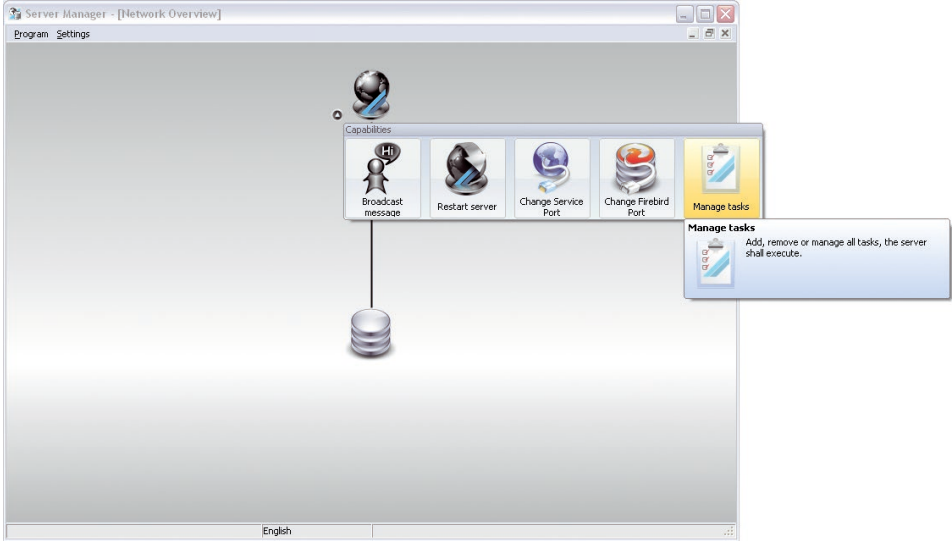 Server Manager - [Network Overview]
Program Settings
Capabilities
Hi
Broadcast
message
Restart server
Change Service
Port
Change Firebird
Port
Manage tasks
Manage tasks
Add, remove or manage all tasks, the server
shall execute.
English